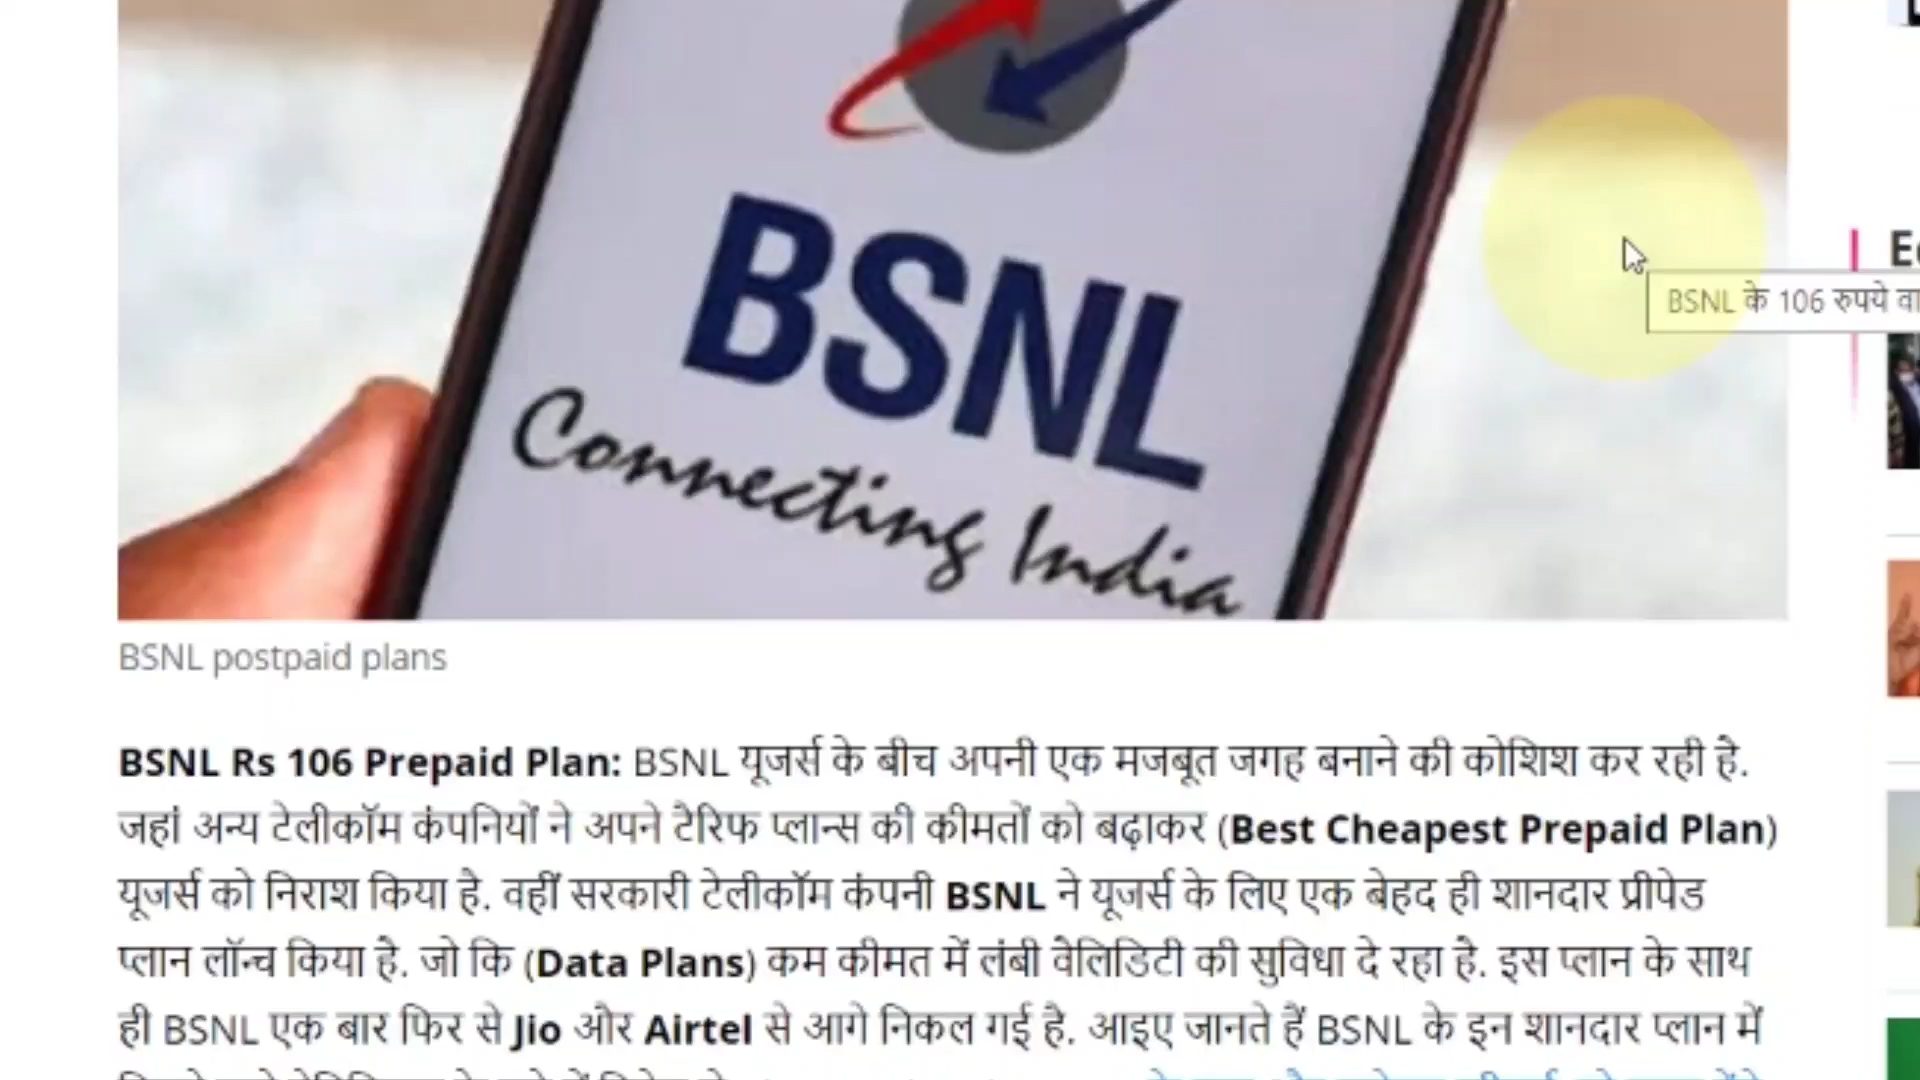 BSNL
Connecting India
BSNL के 106 रुपये
BSNL postpaid plans
BSNL Rs 106 Prepaid Plan: BSNL यूजर्स के बीच अपनी एक मजबूत जगह बनाने की कोशिश कर रही है.
जहां अन्य टेलीकॉम कंपनियों ने अपने टैरिफ प्लान्स की कीमतों को बढ़ाकर (Best Cheapest Prepaid Plan)
यूजर्स को निराश किया है. वहीं सरकारी टेलीकॉम कंपनी BSNL ने यूजर्स के लिए एक बेहद ही शानदार प्रीपेड
प्लान लॉन्च किया है. जो कि (Data Plans) कम कीमत में लंबी वैलिडिटी की सुविधा दे रहा है. इस प्लान के साथ
ही BSNL एक बार फिर से Jio और Airtel से आगे निकल गई है. आइए जानते हैं BSNL के इन शानदार प्लान में